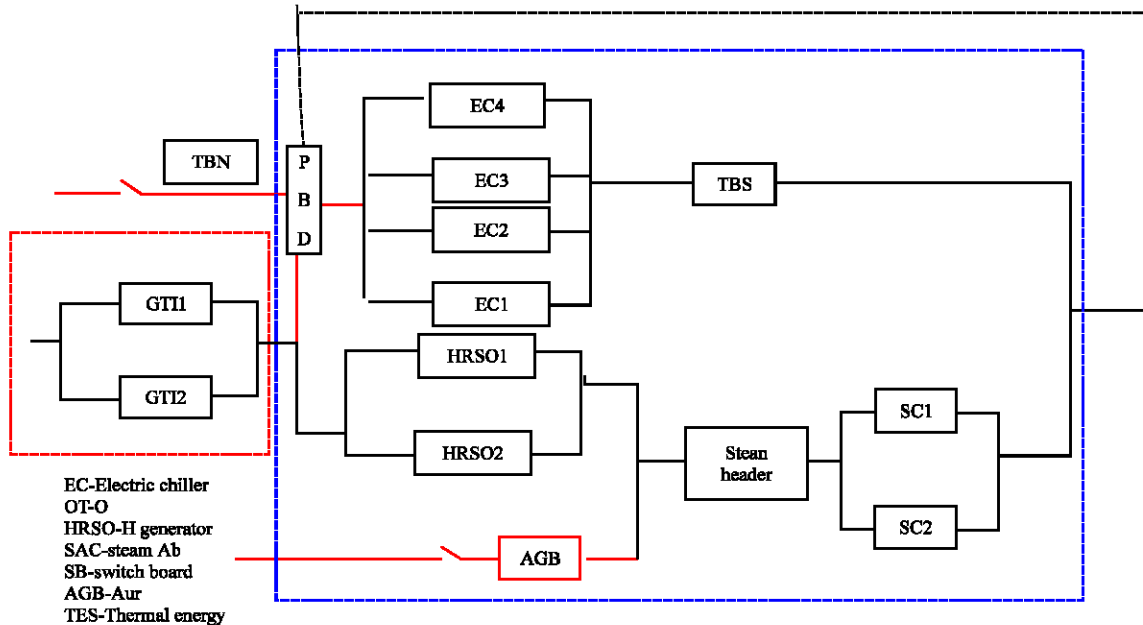 EC4
TBN
P
B
D
EC3
TBS
EC2
GTI1
EC1
HRSO1
GTI2
SC1
HRSO2
Stean
header
SC2
AGB
EC-Electric chiller
OT-O
HRSO-H generator
SAC-steam Ab
SB-switch board
AGB-Aur
TES-Thermal energy